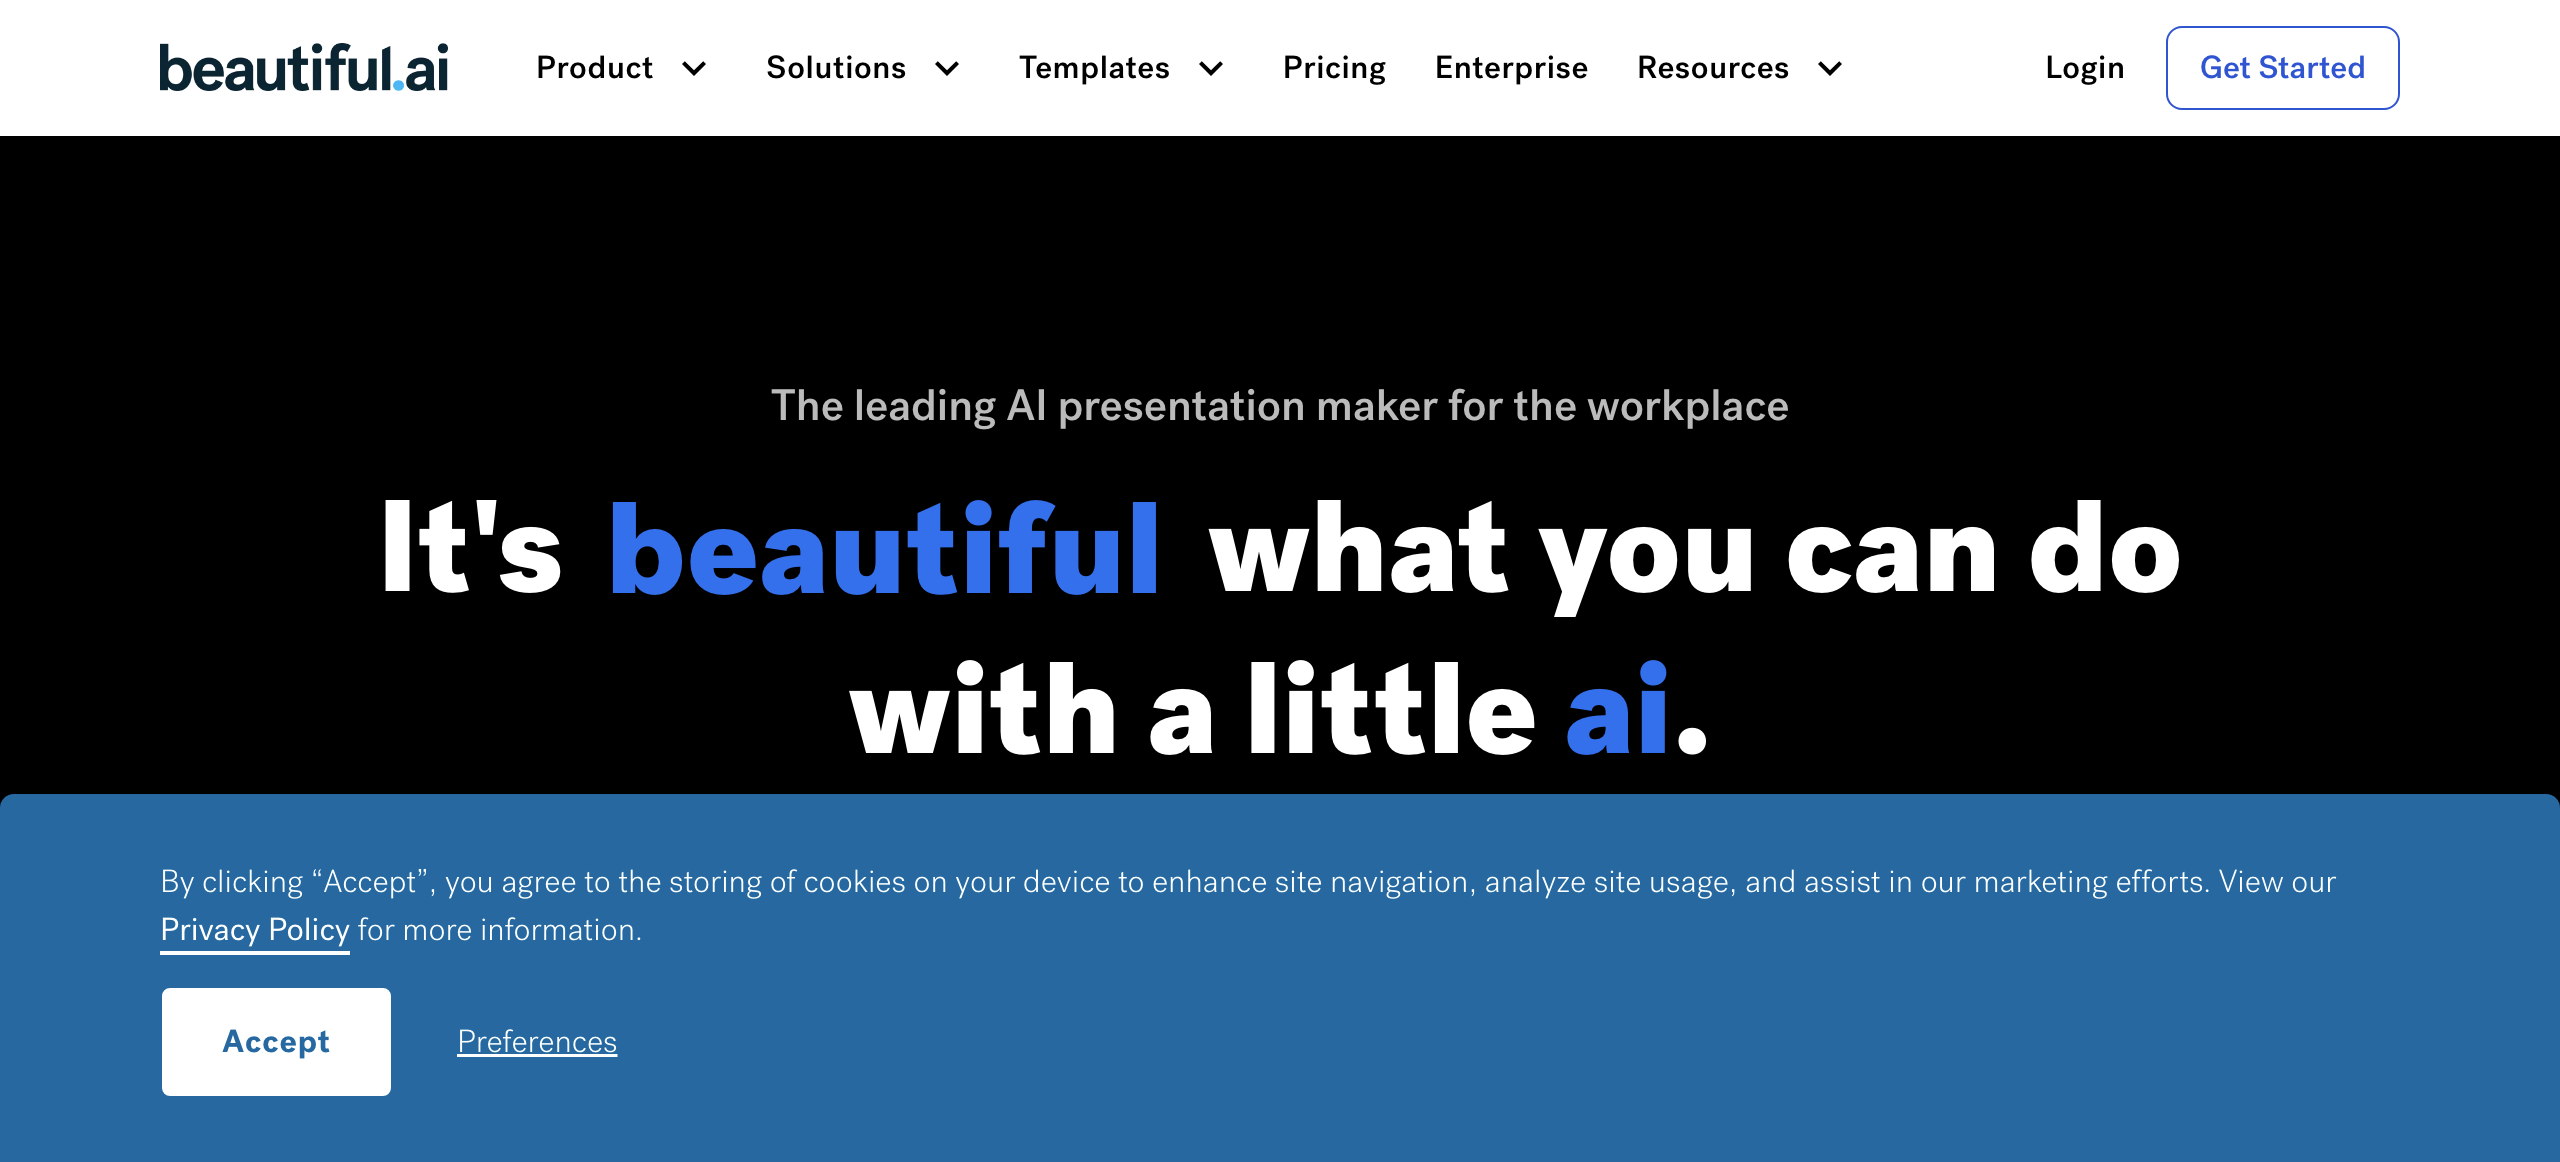 beautiful.ai Product Solutions Templates Pricing Enterprise Resources Login Get Started
The leading AI presentation maker for the workplace
It's beautiful what you can do
with a little ai.
By clicking “Accept”, you agree to the storing of cookies on your device to enhance site navigation, analyze site usage, and assist in our marketing efforts. View our
Privacy Policy for more information.
Accept Preferences